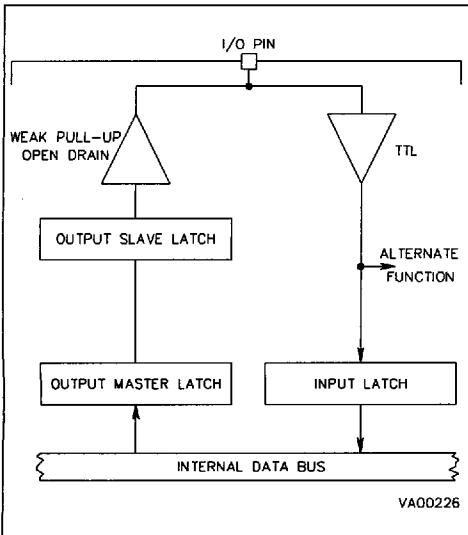 I/O PIN
WEAK PULL-UP
OPEN DRAIN
TTL
OUTPUT SLAVE LATCH
ALTERNATE
FUNCTION
OUTPUT MASTER LATCH
INPUT LATCH
INTERNAL DATA BUS
VA00226